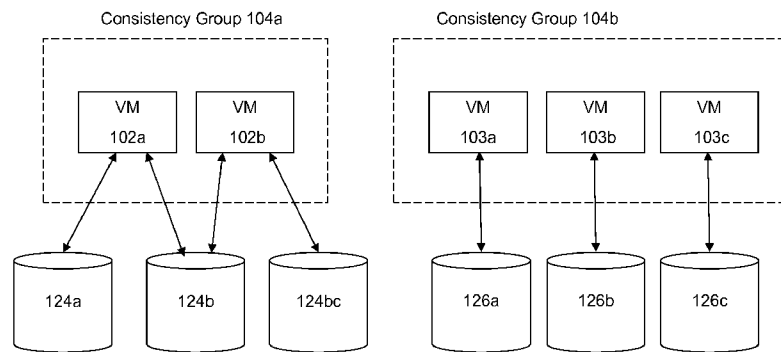 Consistency Group 104a
Consistency Group 104b
VM
102a
VM
102b
VM
103a
VM
103b
VM
103c
124a
124b
124bc
126a
126b
126c